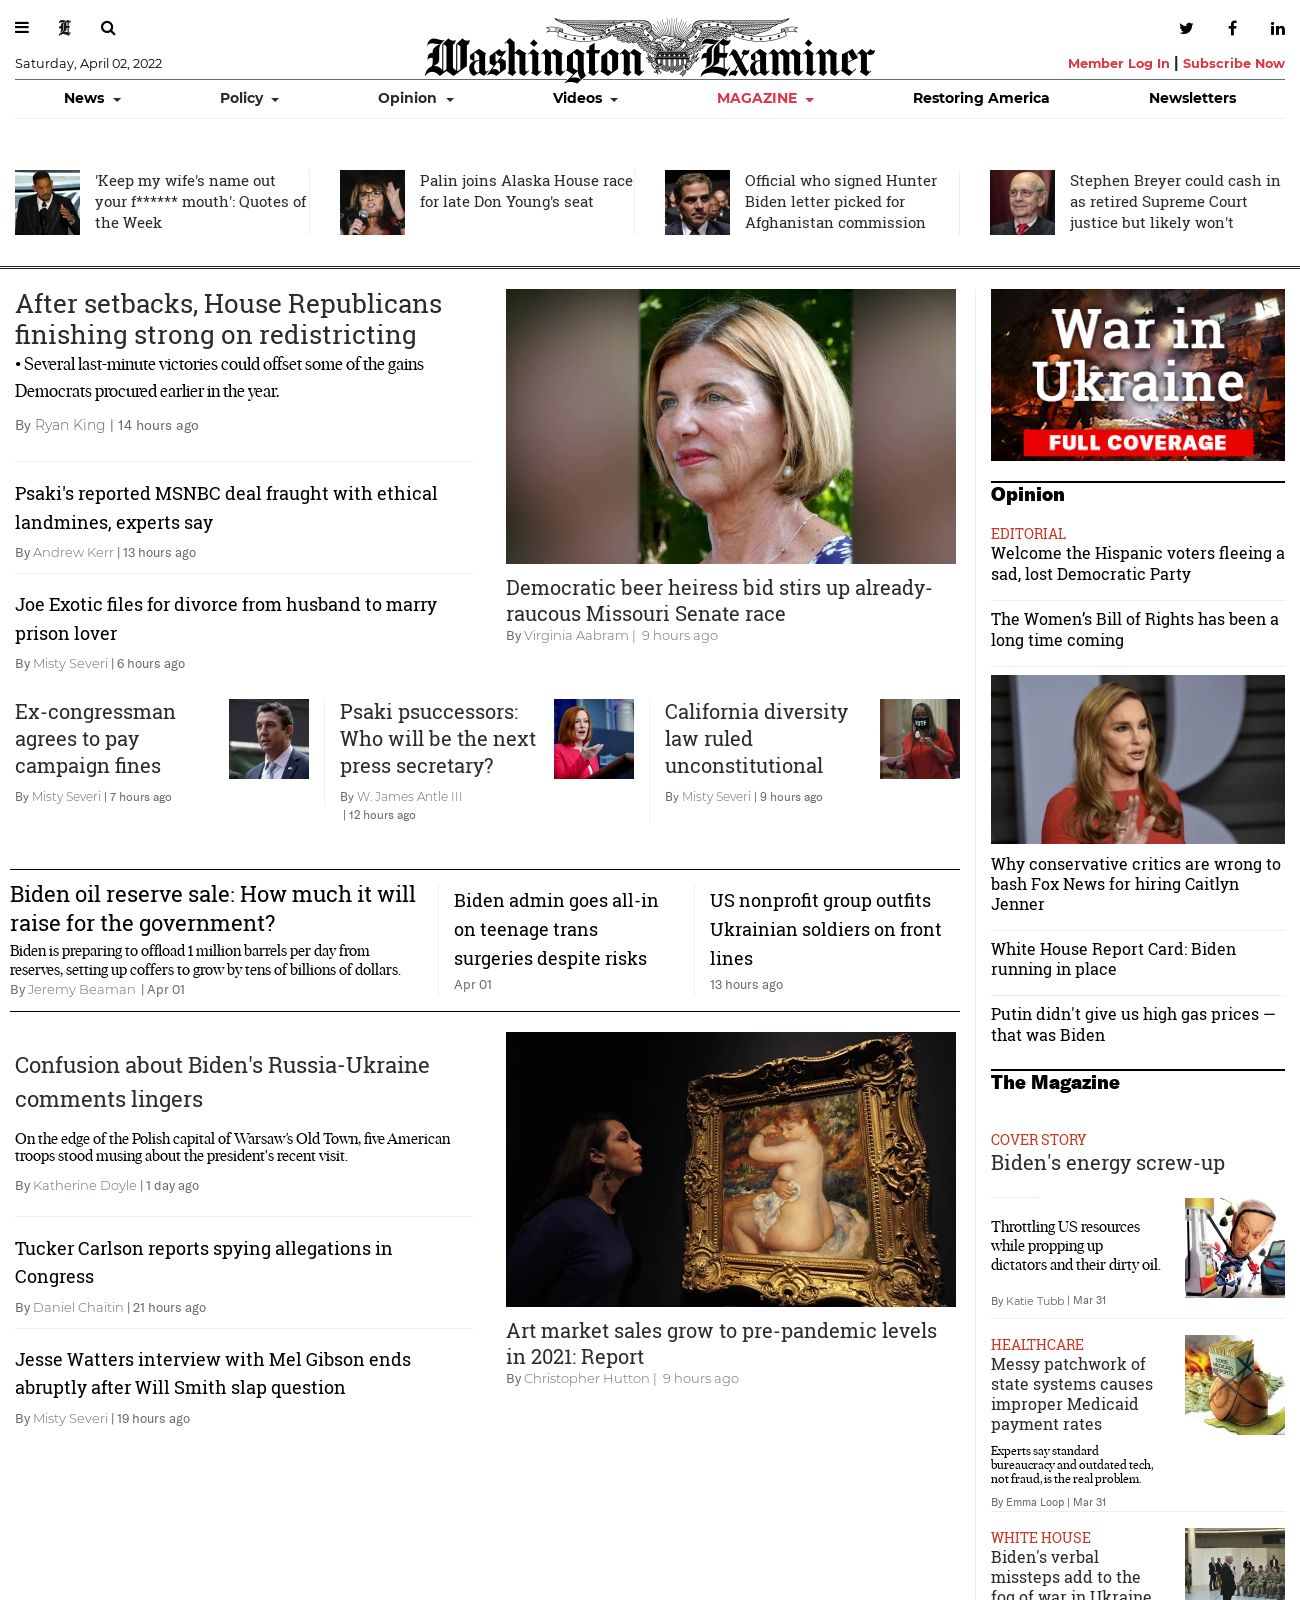 Washington Examiner
Saturday, April 02, 2022
Member Log In | Subscribe Now
News
Policy
Opinion
Videos
MAGAZINE
Restoring America
Newsletters
'Keep my wife's name out
your f****** mouth': Quotes of
the Week
Palin joins Alaska House race
for late Don Young's seat
Official who signed Hunter
Biden letter picked for
Afghanistan commission
Stephen Breyer could cash in
as retired Supreme Court
justice but likely won't
After setbacks, House Republicans
finishing strong on redistricting
• Several last-minute victories could offset some of the gains
Democrats procured earlier in the year.
By Ryan King | 14 hours ago
Psaki's reported MSNBC deal fraught with ethical
landmines, experts say
By Andrew Kerr | 13 hours ago
Joe Exotic files for divorce from husband to marry
prison lover
By Misty Severi | 6 hours ago
Democratic beer heiress bid stirs up already-
raucous Missouri Senate race
By Virginia Aabram | 9 hours ago
Ex-congressman
agrees to pay
campaign fines
By Misty Severi | 7 hours ago
Psaki psuccessors:
Who will be the next
press secretary?
By W. James Antle III
| 12 hours ago
California diversity
law ruled
unconstitutional
By Misty Severi | 9 hours ago
VOTE
Biden oil reserve sale: How much it will
raise for the government?
Biden is preparing to offload 1 million barrels per day from
reserves, setting up coffers to grow by tens of billions of dollars.
By Jeremy Beaman | Apr 01
Biden admin goes all-in
on teenage trans
surgeries despite risks
Apr 01
US nonprofit group outfits
Ukrainian soldiers on front
lines
13 hours ago
Confusion about Biden's Russia-Ukraine
comments lingers
On the edge of the Polish capital of Warsaw's Old Town, five American
troops stood musing about the president's recent visit.
By Katherine Doyle | 1 day ago
Tucker Carlson reports spying allegations in
Congress
By Daniel Chaitin | 21 hours ago
Jesse Watters interview with Mel Gibson ends
abruptly after Will Smith slap question
By Misty Severi | 19 hours ago
Art market sales grow to pre-pandemic levels
in 2021: Report
By Christopher Hutton | 9 hours ago
War in
Ukraine
FULL COVERAGE
Opinion
EDITORIAL
Welcome the Hispanic voters fleeing a
sad, lost Democratic Party
The Women's Bill of Rights has been a
long time coming
Why conservative critics are wrong to
bash Fox News for hiring Caitlyn
Jenner
White House Report Card: Biden
running in place
Putin didn't give us high gas prices —
that was Biden
The Magazine
COVER STORY
Biden's energy screw-up
Throttling US resources
while propping up
dictators and their dirty oil.
By Katie Tubb | Mar 31
HEALTHCARE
Messy patchwork of
state systems causes
improper Medicaid
payment rates
Experts say standard
bureaucracy and outdated tech,
not fraud, is the real problem.
By Emma Loop | Mar 31
WHITE HOUSE
Biden's verbal
missteps add to the
fog of war in Ukraine